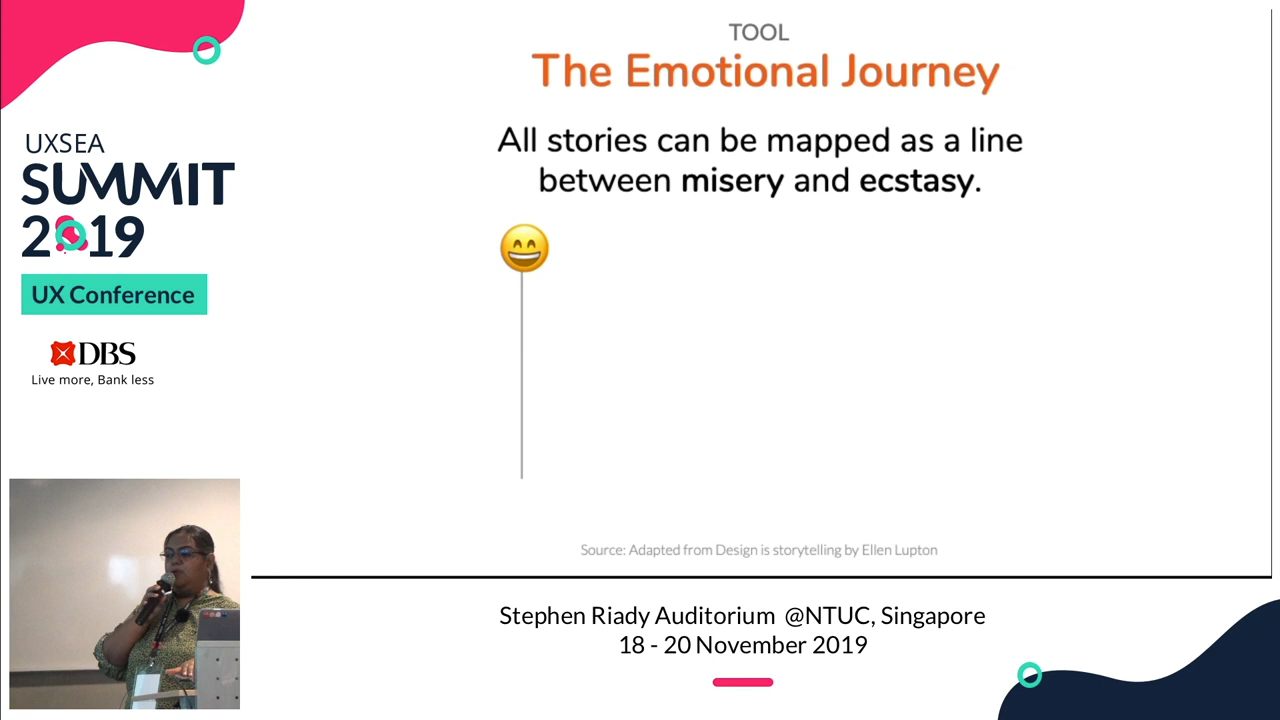 UXSEA
SUMMIT
2019
UX Conference
DBS
Live more, Bank less
TOOL
The Emotional Journey
All stories can be mapped as a line
between misery and ecstasy.
Source: Adapted from Design is storytelling by Ellen Lupton
Stephen Riady Auditorium @NTUC, Singapore
18 - 20 November 2019